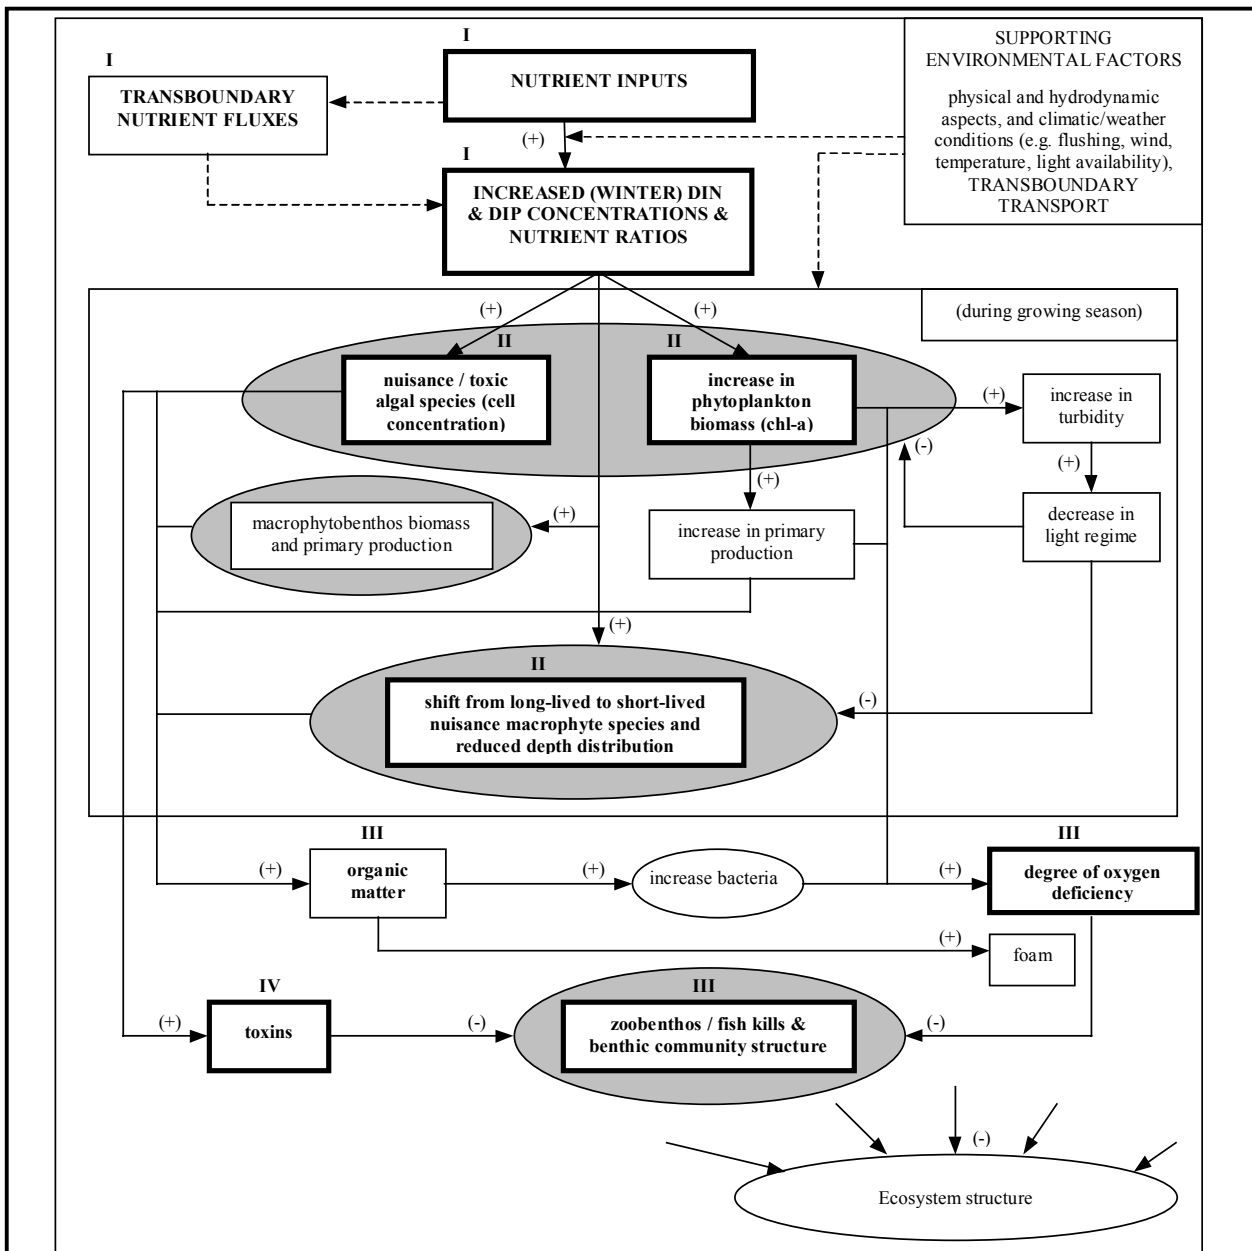 I
NUTRIENT INPUTS
I
TRANSBOUNDARY
NUTRIENT FLUXES
SUPPORTING
ENVIRONMENTAL FACTORS
physical and hydrodynamic
aspects, and climatic/weather
conditions (e.g. flushing, wind,
temperature, light availability),
TRANSBOUNDARY
TRANSPORT
(+)
I
INCREASED (WINTER) DIN
& DIP CONCENTRATIONS &
NUTRIENT RATIOS
(during growing season)
(+)
(+)
II
nuisance / toxic
algal species (cell
concentration)
II
increase in
phytoplankton
biomass (chl-a)
(+)
increase in
turbidity
(-)
(+)
(+)
macrophytobenthos biomass
and primary production
(+)
increase in primary
production
decrease in
light regime
(+)
II
shift from long-lived to short-lived
nuisance macrophyte species and
reduced depth distribution
(-)
III
(+)
organic
matter
(+)
increase bacteria
(+)
III
degree of oxygen
deficiency
(+)
foam
IV
(+)
toxins
(-)
III
zoobenthos / fish kills &
benthic community structure
(-)
(-)
Ecosystem structure